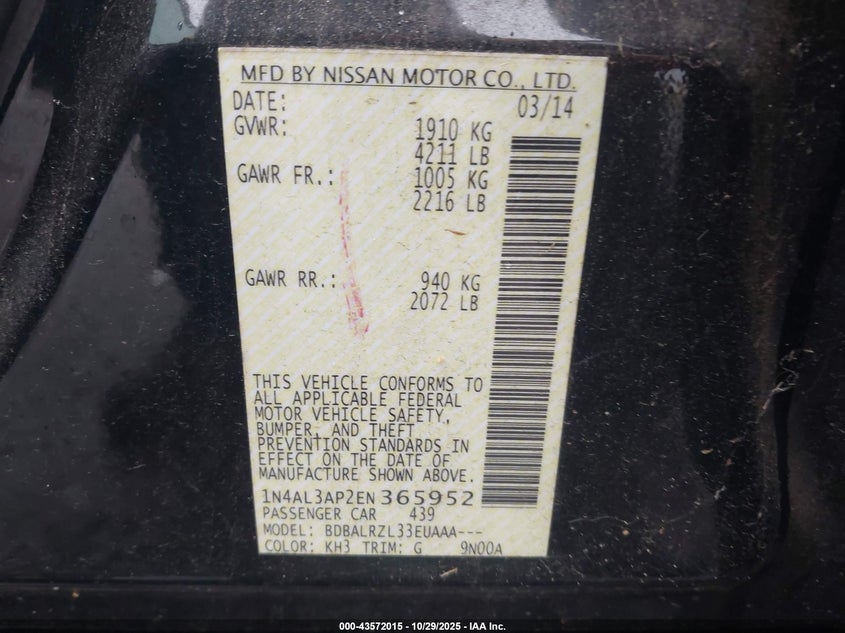 MFD BY NISSAN MOTOR CO., LTD.
DATE: 03/14
GVWR: 1910 KG
4211 LB
GAWR FR.: 1005 KG
2216 LB
GAWR RR.: 940 KG
2072 LB
THIS VEHICLE CONFORMS TO
ALL APPLICABLE FEDERAL
MOTOR VEHICLE SAFETY,
BUMPER, AND THEFT
PREVENTION STANDARDS IN
EFFECT ON THE DATE OF
MANUFACTURE SHOWN ABOVE.
1N4AL3AP2EN365952
PASSENGER CAR 439
MODEL: BDBALRZL33EUAAA---
COLOR: KH3 TRIM: G 9N00A
000-43572015 - 10/29/2025 - IAA Inc.